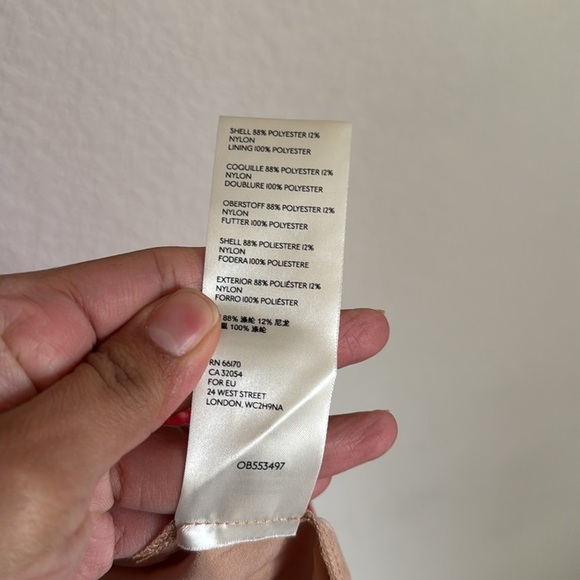 SHELL 88% POLYESTER 12%
NYLON
LINING 100% POLYESTER
COQUILLE 88% POLYESTER 12%
NYLON
DOUBLURE 100% POLYESTER
OBERSTOFF 88% POLYESTER 12%
NYLON
FUTTER 100% POLYESTER
SHELL 88% POLIESTERE 12%
NYLON
FODERA 100% POLIESTERE
EXTERIOR 88% POLIÉSTER 12%
NYLON
FORRO 100% POLIÉSTER
88% 涤纶 12% 尼龙
100% 涤纶
RN 66170
CA 32054
FOR EU
24 WEST STREET
LONDON, WC2H9NA
OB553497